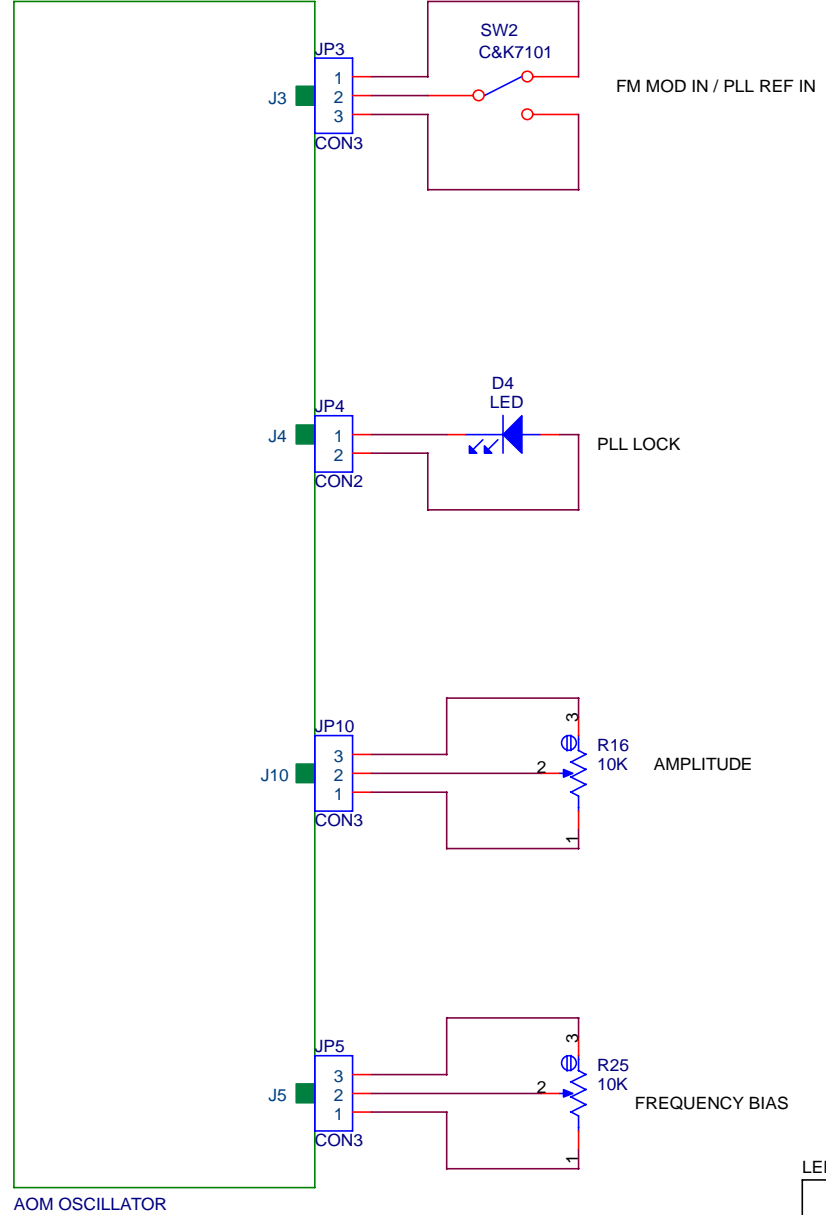 SW2
C&K7101
JP3
1
2
3
J3
CON3
FM MOD IN / PLL REF IN
D4
LED
JP4
1
2
J4
CON2
PLL LOCK
JP10
3
2
1
J10
CON3
3
2
1
R16
10K
AMPLITUDE
JP5
3
2
1
J5
CON3
3
2
1
R25
10K
FREQUENCY BIAS
AOM OSCILLATOR